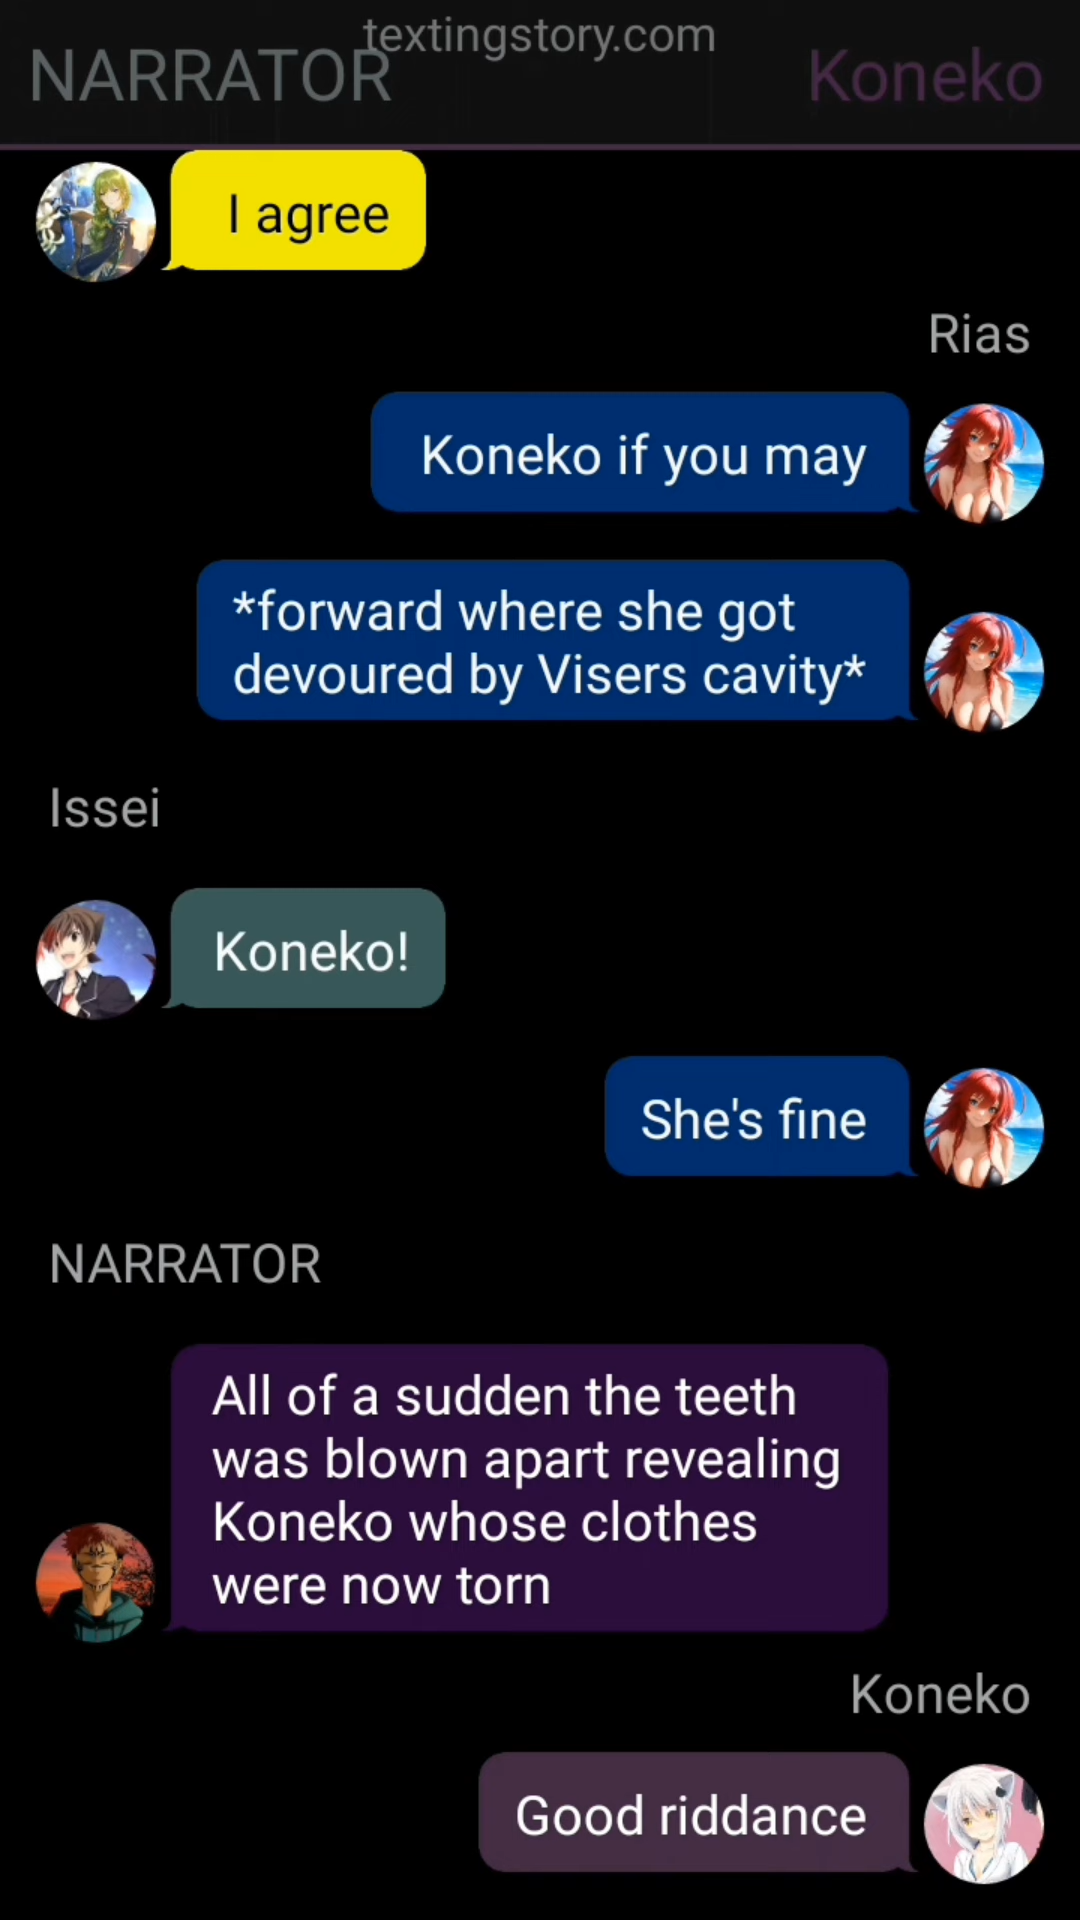 textingstory.com
NARRATOR
Koneko
I agree
Rias
Koneko if you may
*forward where she got
devoured by Visers cavity*
Issei
Koneko!
She's fine
NARRATOR
All of a sudden the teeth
was blown apart revealing
Koneko whose clothes
were now torn
Koneko
Good riddance